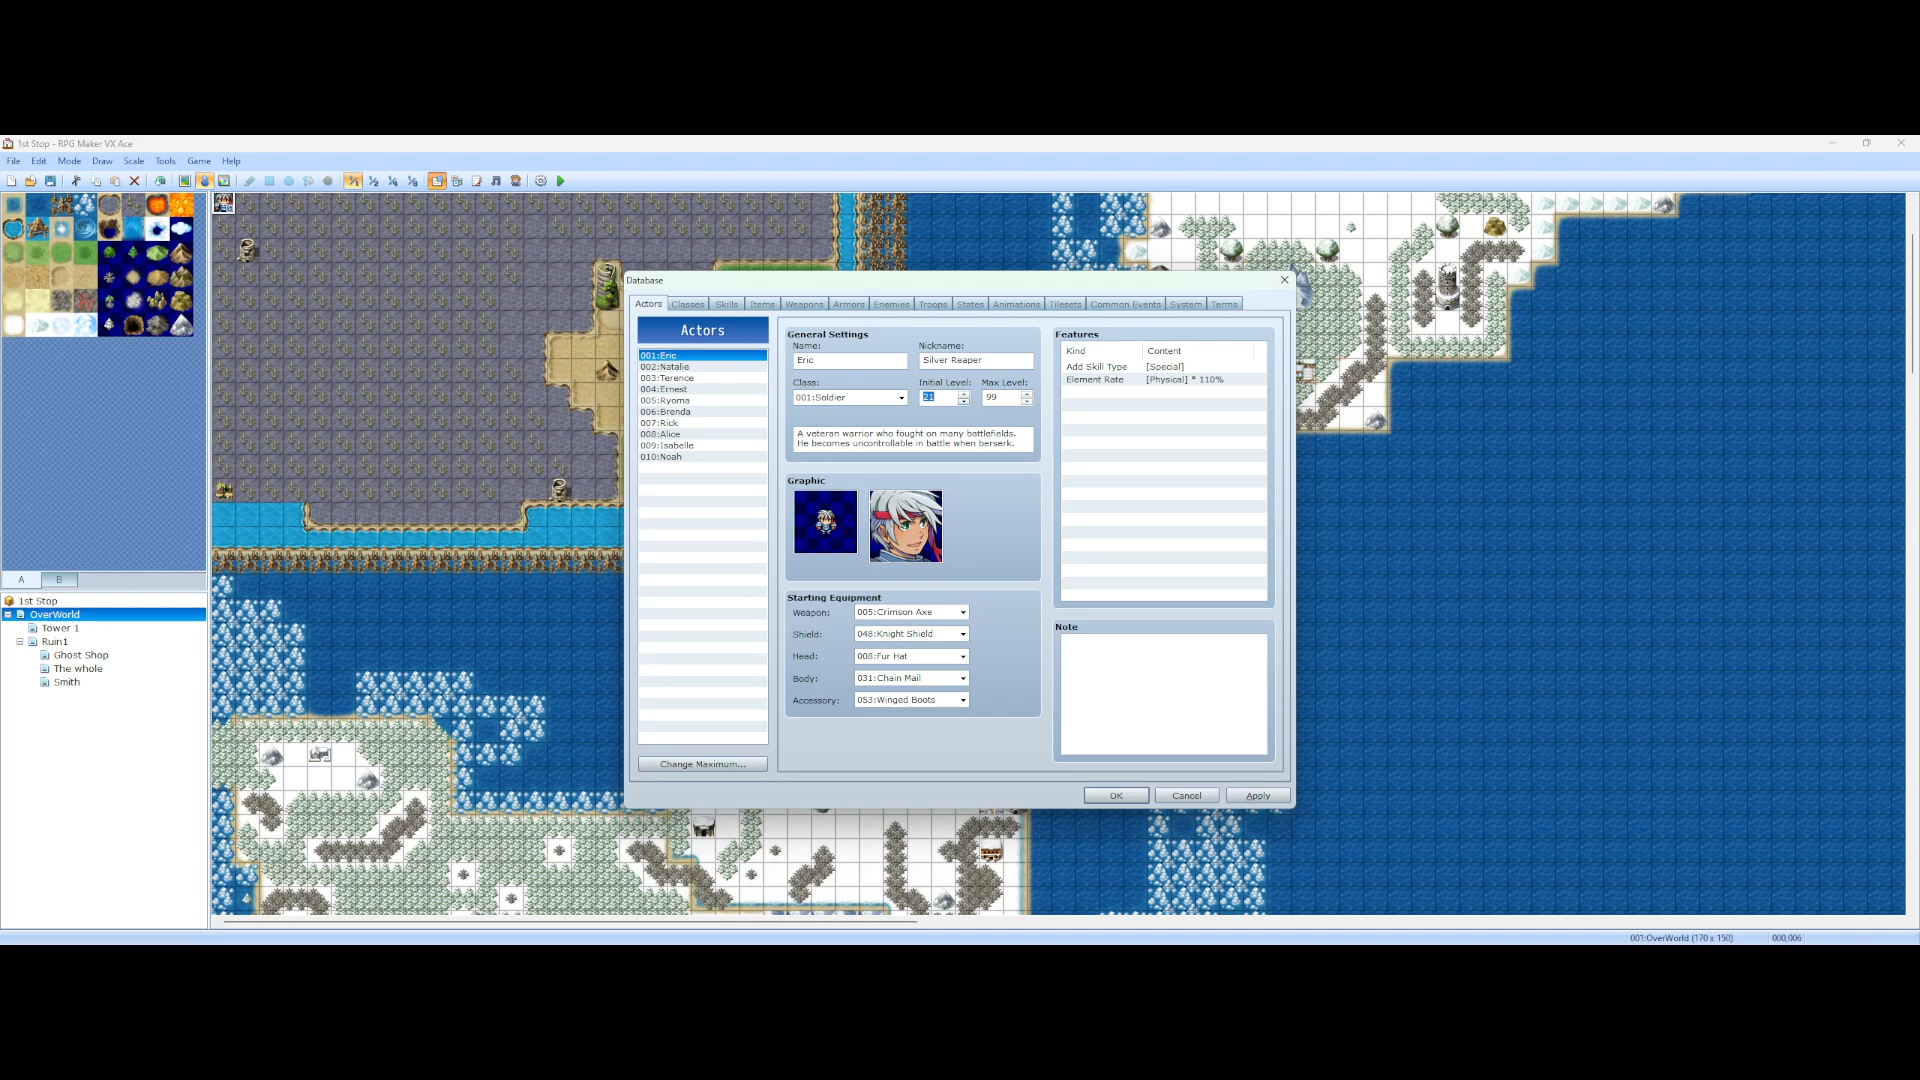 1st Stop - RPG Maker VX Ace
File Edit Mode Draw Scale Tools Game Help
A B
1st Stop
OverWorld
Tower 1
Ruin1
Ghost Shop
The whole
Smith
Database
Actors Classes Skills Items Weapons Armors Enemies Troops States Animations Tilesets Common Events System Terms
Actors
001:Eric
002:Natalie
003:Terence
004:Ernest
005:Ryoma
006:Brenda
007:Rick
008:Alice
009:Isabelle
010:Noah
Change Maximum...
General Settings
Name: Nickname:
Eric Silver Reaper
Class: Initial Level: Max Level:
001:Soldier 21 99
A veteran warrior who fought on many battlefields.
He becomes uncontrollable in battle when berserk.
Graphic
Starting Equipment
Weapon: 005:Crimson Axe
Shield: 048:Knight Shield
Head: 008:Fur Hat
Body: 031:Chain Mail
Accessory: 053:Winged Boots
Features
Kind Content
Add Skill Type [Special]
Element Rate [Physical] * 110%
Note
OK Cancel Apply
001:OverWorld (170 x 150) 000,006